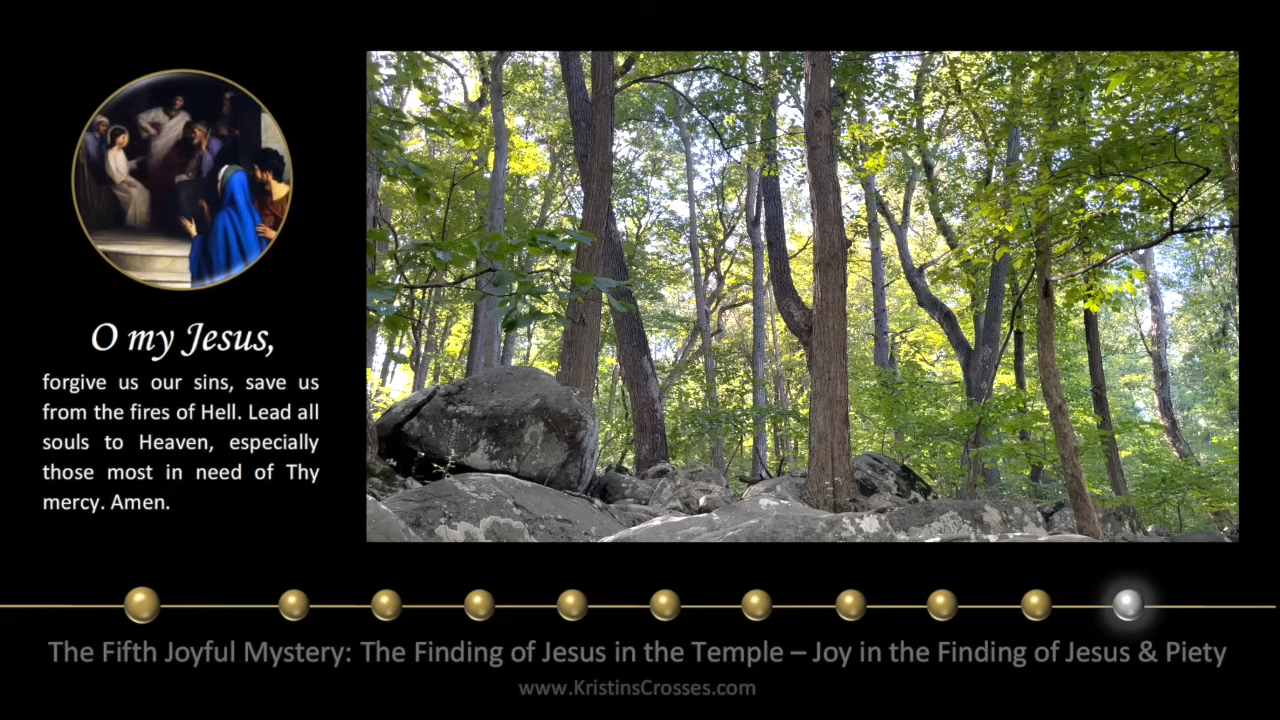 O my Jesus,
forgive us our sins, save us
from the fires of Hell. Lead all
souls to Heaven, especially
those most in need of Thy
mercy. Amen.
The Fifth Joyful Mystery: The Finding of Jesus in the Temple – Joy in the Finding of Jesus & Piety
www.KristinsCrosses.com